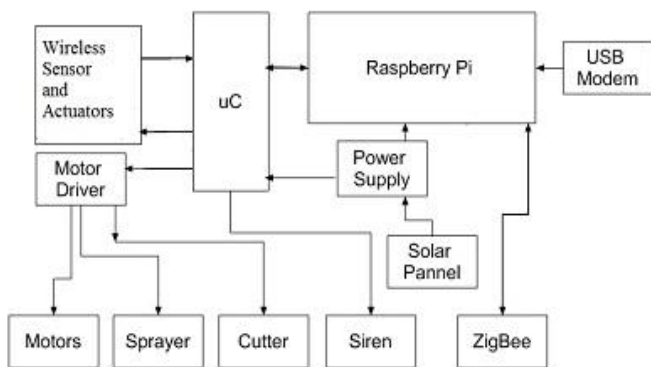 Wireless
Sensor
and
Actuators
uC
Raspberry Pi
USB
Modem
Motor
Driver
Power
Supply
Solar
Pannel
Motors
Sprayer
Cutter
Siren
ZigBee